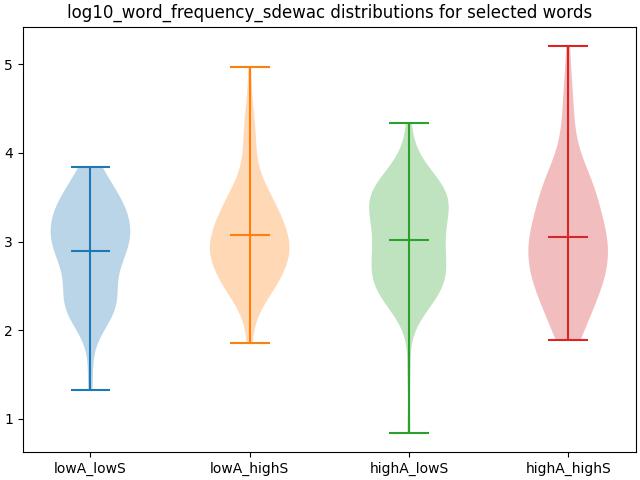 log10_word_frequency_sdewac distributions for selected words
5
4
3
2
1
lowA_lowS
lowA_highS
highA_lowS
highA_highS